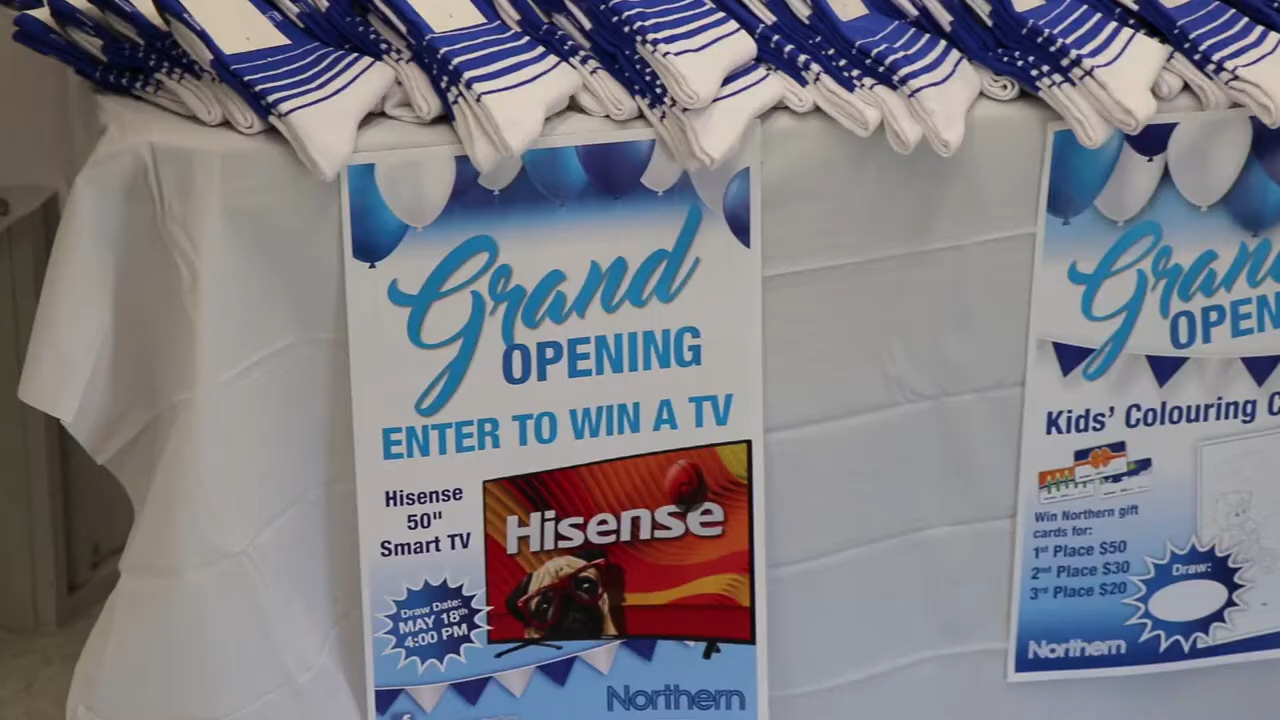 Grand
OPENING
ENTER TO WIN A TV
Hisense
50"
Smart TV
Hisense
Draw Date:
MAY 18th
4:00 PM
Northern
Grand
OPEN
Kids' Colouring C
Win Northern gift
cards for:
1st Place $50
2nd Place $30
3rd Place $20
Draw:
Northern